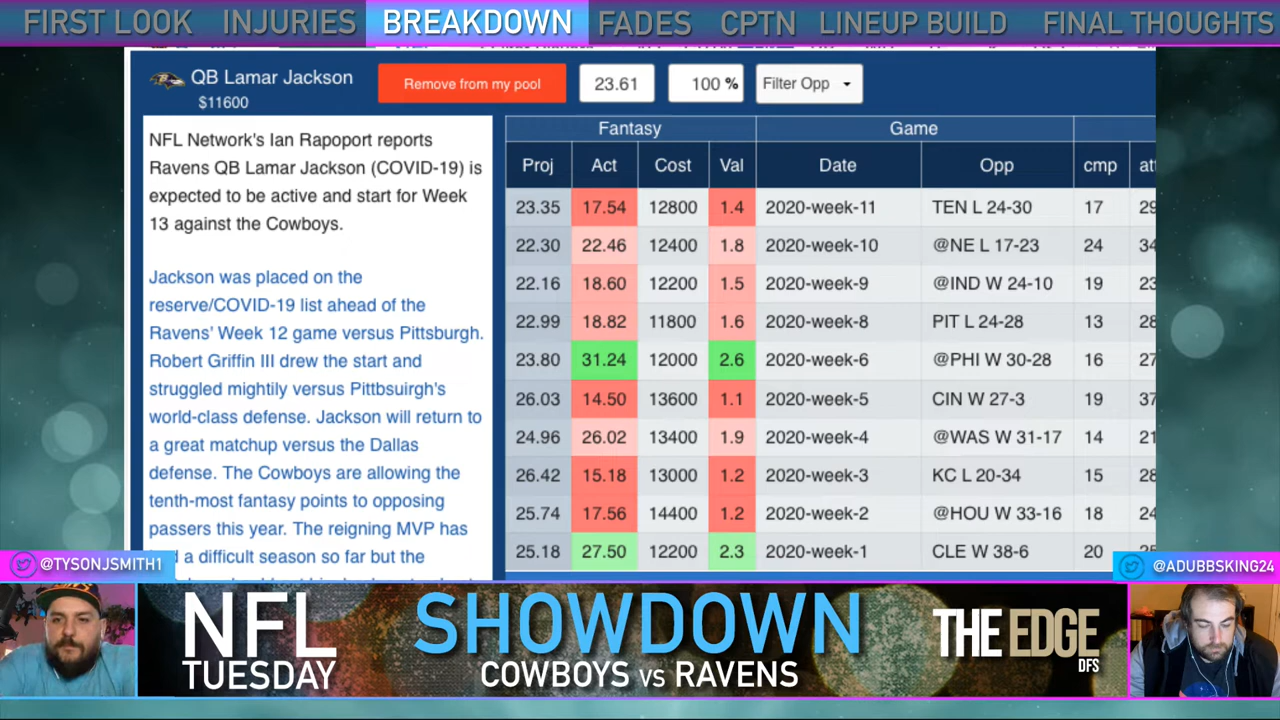 FIRST LOOK INJURIES BREAKDOWN FADES CPTN LINEUP BUILD FINAL THOUGHTS
QB Lamar Jackson Remove from my pool 23.61 100 % Filter Opp
$11600
NFL Network's Ian Rapoport reports
Ravens QB Lamar Jackson (COVID-19) is
expected to be active and start for Week
13 against the Cowboys.
Jackson was placed on the
reserve/COVID-19 list ahead of the
Ravens' Week 12 game versus Pittsburgh.
Robert Griffin III drew the start and
struggled mightily versus Pittbsuirgh's
world-class defense. Jackson will return to
a great matchup versus the Dallas
defense. The Cowboys are allowing the
tenth-most fantasy points to opposing
passers this year. The reigning MVP has
a difficult season so far but the
Fantasy Game
Proj Act Cost Val Date Opp cmp att
23.35 17.54 12800 1.4 2020-week-11 TEN L 24-30 17 29
22.30 22.46 12400 1.8 2020-week-10 @NE L 17-23 24 34
22.16 18.60 12200 1.5 2020-week-9 @IND W 24-10 19 23
22.99 18.82 11800 1.6 2020-week-8 PIT L 24-28 13 28
23.80 31.24 12000 2.6 2020-week-6 @PHI W 30-28 16 27
26.03 14.50 13600 1.1 2020-week-5 CIN W 27-3 19 37
24.96 26.02 13400 1.9 2020-week-4 @WAS W 31-17 14 21
26.42 15.18 13000 1.2 2020-week-3 KC L 20-34 15 28
25.74 17.56 14400 1.2 2020-week-2 @HOU W 33-16 18 24
25.18 27.50 12200 2.3 2020-week-1 CLE W 38-6 20 25
@TYSONJSMITH1
@ADUBBSKING24
NFL
TUESDAY
SHOWDOWN
COWBOYS VS RAVENS
THE EDGE
DFS